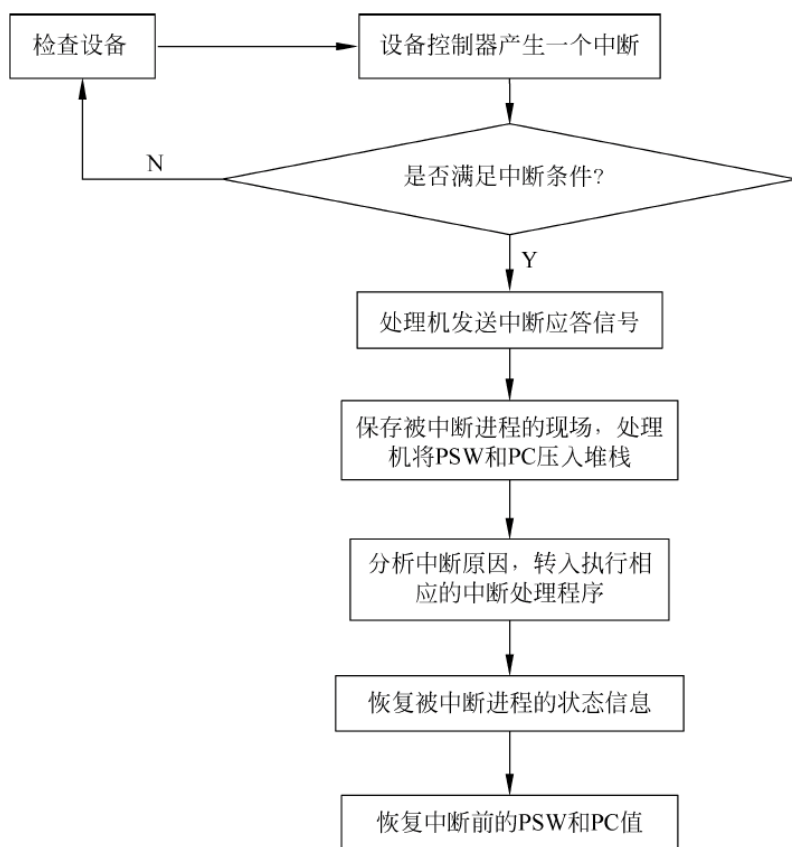 检查设备
设备控制器产生一个中断
N
是否满足中断条件?
Y
处理机发送中断应答信号
保存被中断进程的现场，处理
机将PSW和PC压入堆栈
分析中断原因，转入执行相
应的中断处理程序
恢复被中断进程的状态信息
恢复中断前的PSW和PC值